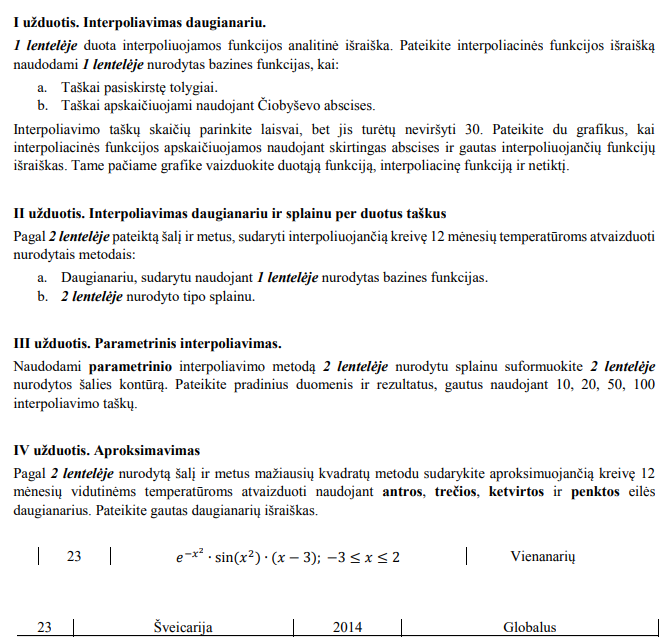 I užduotis. Interpoliavimas daugianariu.
1 lentelėje duota interpoliuojamos funkcijos analitinė išraiška. Pateikite interpoliacinės funkcijos išraišką
naudodami 1 lentelėje nurodytas bazines funkcijas, kai:
a. Taškai pasiskirstę tolygiai.
b. Taškai apskaičiuojami naudojant Čiobyševo abscises.
Interpoliavimo taškų skaičių parinkite laisvai, bet jis turėtų neviršyti 30. Pateikite du grafikus, kai
interpoliacinės funkcijos apskaičiuojamos naudojant skirtingas abscises ir gautas interpoliuojančių funkcijų
išraiškas. Tame pačiame grafike vaizduokite duotąją funkciją, interpoliacinę funkciją ir netiktį.
II užduotis. Interpoliavimas daugianariu ir splainu per duotus taškus
Pagal 2 lentelėje pateiktą šalį ir metus, sudaryti interpoliuojančią kreivę 12 mėnesių temperatūroms atvaizduoti
nurodytais metodais:
a. Daugianariu, sudarytu naudojant 1 lentelėje nurodytas bazines funkcijas.
b. 2 lentelėje nurodyto tipo splainu.
III užduotis. Parametrinis interpoliavimas.
Naudodami parametrinio interpoliavimo metodą 2 lentelėje nurodytu splainu suformuokite 2 lentelėje
nurodytos šalies kontūrą. Pateikite pradinius duomenis ir rezultatus, gautus naudojant 10, 20, 50, 100
interpoliavimo taškų.
IV užduotis. Aproksimavimas
Pagal 2 lentelėje nurodytą šalį ir metus mažiausių kvadratų metodu sudarykite aproksimuojančią kreivę 12
mėnesių vidutinėms temperatūroms atvaizduoti naudojant antros, trečios, ketvirtos ir penktos eilės
daugianarius. Pateikite gautas daugianarių išraiškas.
23 e^{-x^2} · sin(x^2) · (x − 3); −3 ≤ x ≤ 2 Vienanarių
23 Šveicarija 2014 Globalus